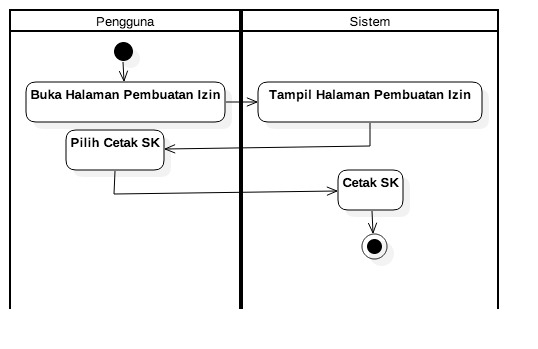 Pengguna
Sistem
Buka Halaman Pembuatan Izin
Tampil Halaman Pembuatan Izin
Pilih Cetak SK
Cetak SK